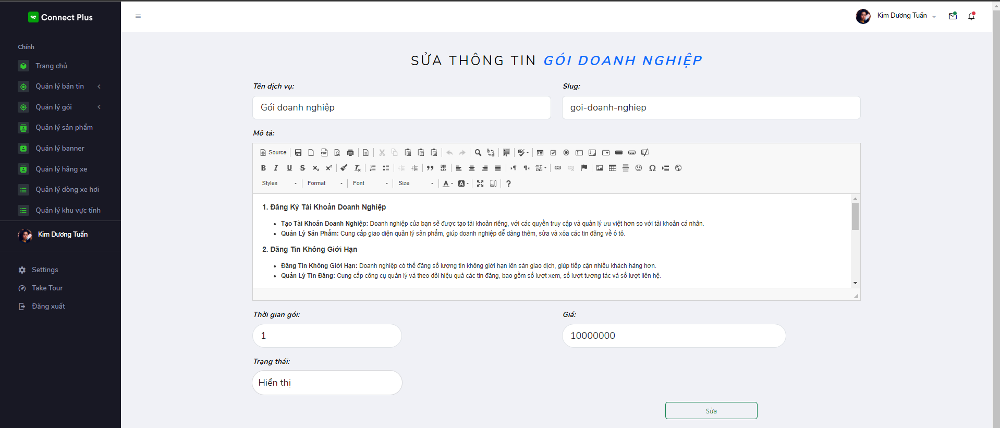 Connect Plus
Kim Dương Tuấn
Chính
Trang chủ
Quản lý bản tin
Quản lý gói
Quản lý sản phẩm
Quản lý banner
Quản lý hãng xe
Quản lý dòng xe hơi
Quản lý khu vực tỉnh
Kim Dương Tuấn
Settings
Take Tour
Đăng xuất
SỬA THÔNG TIN GÓI DOANH NGHIỆP
Tên dịch vụ: Slug:
Gói doanh nghiệp goi-doanh-nghiep
Mô tả:
Source
Styles Format Font Size
1. Đăng Ký Tài Khoản Doanh Nghiệp
• Tạo Tài Khoản Doanh Nghiệp: Doanh nghiệp của bạn sẽ được tạo tài khoản riêng, với các quyền truy cập và quản lý ưu việt hơn so với tài khoản cá nhân.
• Quản Lý Sản Phẩm: Cung cấp giao diện quản lý sản phẩm, giúp doanh nghiệp dễ dàng thêm, sửa và xóa các tin đăng về ô tô.
2. Đăng Tin Không Giới Hạn
• Đăng Tin Không Giới Hạn: Doanh nghiệp có thể đăng số lượng tin không giới hạn lên sàn giao dịch, giúp tiếp cận nhiều khách hàng hơn.
• Quản Lý Tin Đăng: Cung cấp công cụ quản lý và theo dõi hiệu quả các tin đăng, bao gồm số lượt xem, số lượt tương tác và số lượt liên hệ.
Thời gian gói: Giá:
1 10000000
Trạng thái:
Hiển thị
Sửa